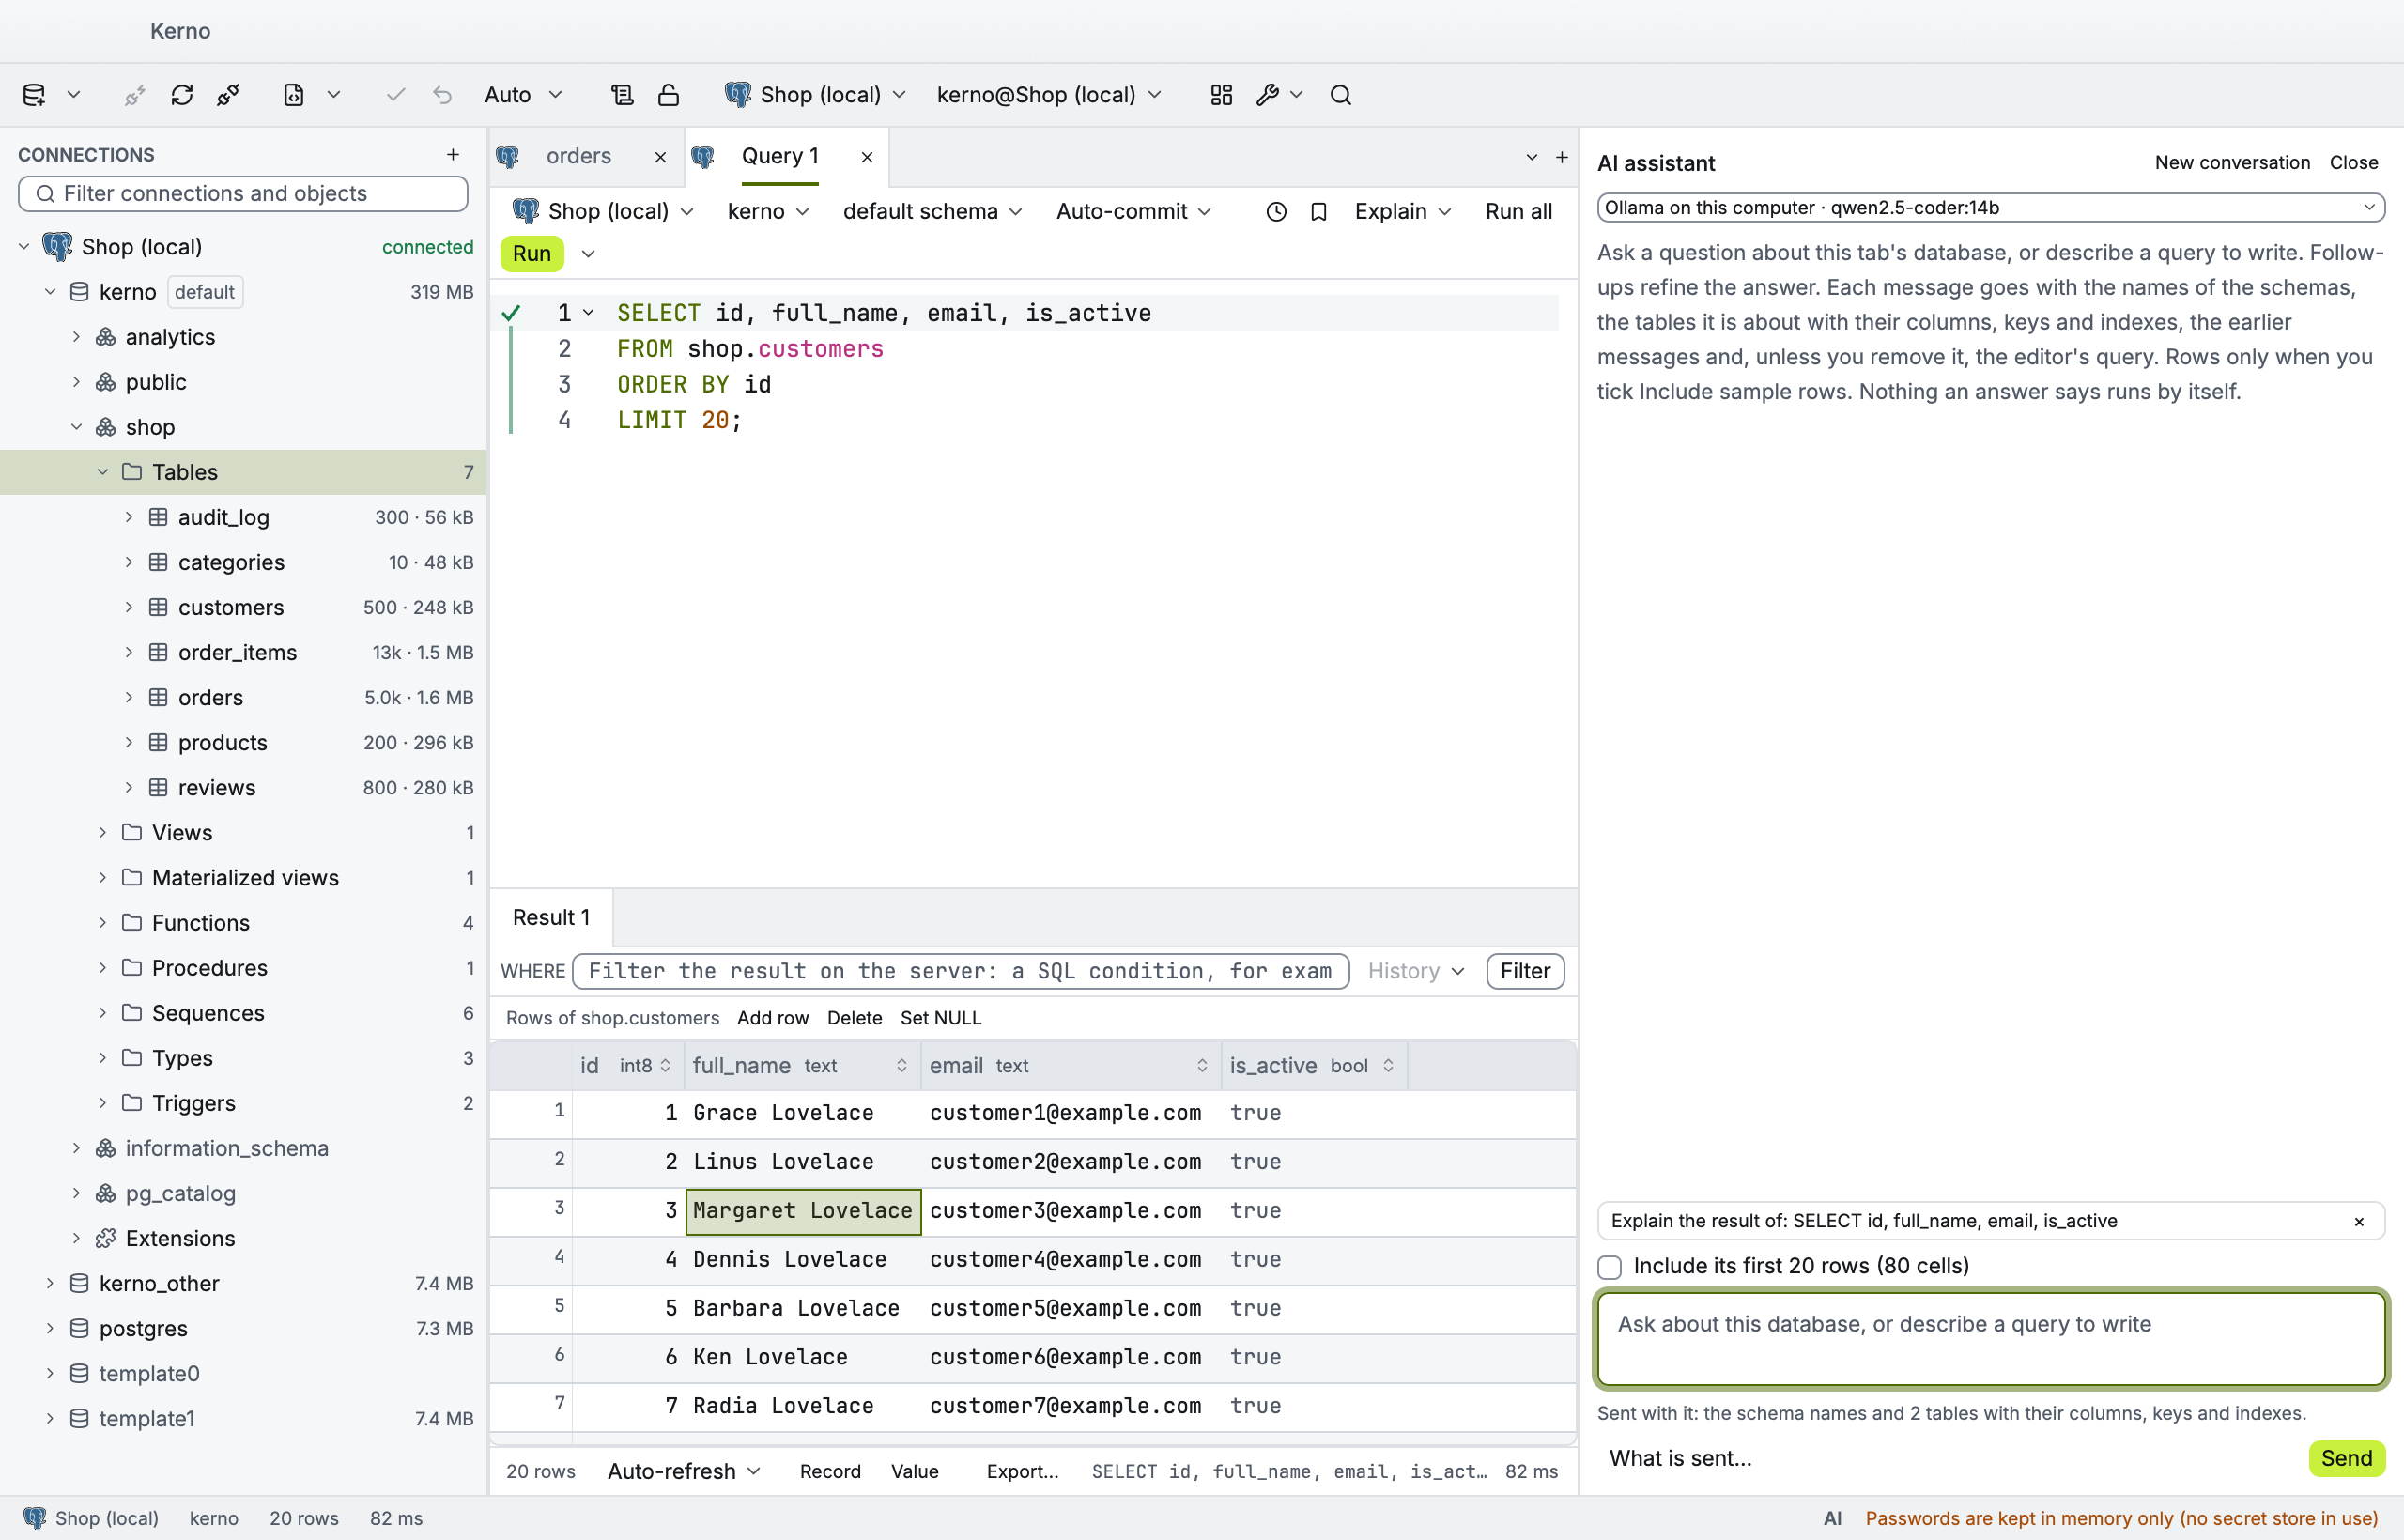 Kerno
Auto
Shop (local)
kerno@Shop (local)
CONNECTIONS
Filter connections and objects
Shop (local) connected
kerno default 319 MB
analytics
public
shop
Tables 7
audit_log 300 · 56 kB
categories 10 · 48 kB
customers 500 · 248 kB
order_items 13k · 1.5 MB
orders 5.0k · 1.6 MB
products 200 · 296 kB
reviews 800 · 280 kB
Views 1
Materialized views 1
Functions 4
Procedures 1
Sequences 6
Types 3
Triggers 2
information_schema
pg_catalog
Extensions
kerno_other 7.4 MB
postgres 7.3 MB
template0
template1 7.4 MB
orders
Query 1
Shop (local) kerno default schema Auto-commit Explain Run all
Run
1 SELECT id, full_name, email, is_active
2 FROM shop.customers
3 ORDER BY id
4 LIMIT 20;
Result 1
WHERE Filter the result on the server: a SQL condition, for exam History Filter
Rows of shop.customers Add row Delete Set NULL
id int8 full_name text email text is_active bool
1 1 Grace Lovelace customer1@example.com true
2 2 Linus Lovelace customer2@example.com true
3 3 Margaret Lovelace customer3@example.com true
4 4 Dennis Lovelace customer4@example.com true
5 5 Barbara Lovelace customer5@example.com true
6 6 Ken Lovelace customer6@example.com true
7 7 Radia Lovelace customer7@example.com true
20 rows Auto-refresh Record Value Export... SELECT id, full_name, email, is_act… 82 ms
AI assistant New conversation Close
Ollama on this computer · qwen2.5-coder:14b
Ask a question about this tab's database, or describe a query to write. Follow-
ups refine the answer. Each message goes with the names of the schemas,
the tables it is about with their columns, keys and indexes, the earlier
messages and, unless you remove it, the editor's query. Rows only when you
tick Include sample rows. Nothing an answer says runs by itself.
Explain the result of: SELECT id, full_name, email, is_active
Include its first 20 rows (80 cells)
Ask about this database, or describe a query to write
Sent with it: the schema names and 2 tables with their columns, keys and indexes.
What is sent... Send
Shop (local) kerno 20 rows 82 ms
AI Passwords are kept in memory only (no secret store in use)